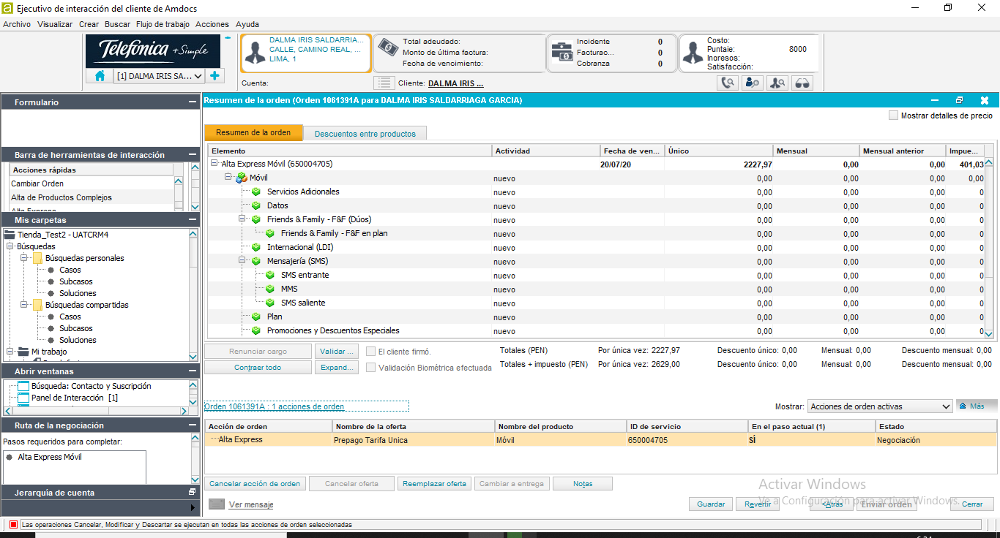 Ejecutivo de interacción del cliente de Amdocs
Archivo Visualizar Crear Buscar Flujo de trabajo Acciones Ayuda
Telefónica +Simple
[1] DALMA IRIS SA...
DALMA IRIS SALDARRIA...
CALLE, CAMINO REAL, ...
LIMA, 1
Total adeudado:
Monto de última factura:
Fecha de vencimiento:
Incidente 0
Facturac... 0
Cobranza 0
Costo:
Puntaie: 8000
Ingresos:
Satisfacción:
Cuenta: Cliente: DALMA IRIS ...
Formulario
Barra de herramientas de interacción
Acciones rápidas
Cambiar Orden
Alta de Productos Complejos
Alta Express
Mis carpetas
Tienda_Test2 - UATCRM4
Búsquedas
Búsquedas personales
Casos
Subcasos
Soluciones
Búsquedas compartidas
Casos
Subcasos
Soluciones
Mi trabajo
Abrir ventanas
Búsqueda: Contacto y Suscripción
Panel de Interacción [1]
Ruta de la negociación
Pasos requeridos para completar:
Alta Express Móvil
Jerarquía de cuenta
Resumen de la orden (Orden 1061391A para DALMA IRIS SALDARRIAGA GARCIA)
Mostrar detalles de precio
Resumen de la orden Descuentos entre productos
Elemento Actividad Fecha de ven... Único Mensual Mensual anterior Impue...
Alta Express Móvil (650004705) 20/07/20 2227,97 0,00 0,00 401,03
Móvil nuevo 0,00 0,00 0,00 0,00
Servicios Adicionales nuevo 0,00 0,00 0,00 0
Datos nuevo 0,00 0,00 0,00 0
Friends & Family - F&F (Dúos) nuevo 0,00 0,00 0,00 0
Friends & Family - F&F en plan nuevo 0,00 0,00 0,00 0
Internacional (LDI) nuevo 0,00 0,00 0,00 0
Mensajería (SMS) nuevo 0,00 0,00 0,00 0
SMS entrante nuevo 0,00 0,00 0,00 0
MMS nuevo 0,00 0,00 0,00 0
SMS saliente nuevo 0,00 0,00 0,00 0
Plan nuevo 0,00 0,00 0,00 0
Promociones y Descuentos Especiales nuevo 0,00 0,00 0,00 0
Renunciar cargo Validar ... El cliente firmó. Totales (PEN) Por única vez: 2227,97 Descuento único: 0,00 Mensual: 0,00 Descuento mensual: 0,00
Contraer todo Expand... Validación Biométrica efectuada Totales + impuesto (PEN) Por única vez: 2629,00 Descuento único: 0,00 Mensual: 0,00 Descuento mensual: 0,00
Orden 1061391A : 1 acciones de orden Mostrar: Acciones de orden activas Más
Acción de orden Nombre de la oferta Nombre del producto ID de servicio En el paso actual (1) Estado
Alta Express Prepago Tarifa Unica Móvil 650004705 SÍ Negociación
Cancelar acción de orden Cancelar oferta Reemplazar oferta Cambiar a entrega Notas
Activar Windows
Ve a Configuración para activar Windows.
Ver mensaje Guardar Revertir <Atrás Enviar orden Cerrar
Las operaciones Cancelar, Modificar y Descartar se ejecutan en todas las acciones de orden seleccionadas